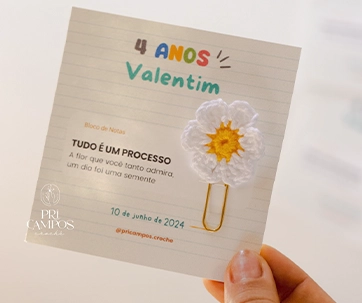 4 ANOS
Valentim
Bloco de Notas
TUDO É UM PROCESSO
A flor que você tanto admira,
um dia foi uma semente
10 de junho de 2024
@pricampos.croche
PRI
CAMPOS